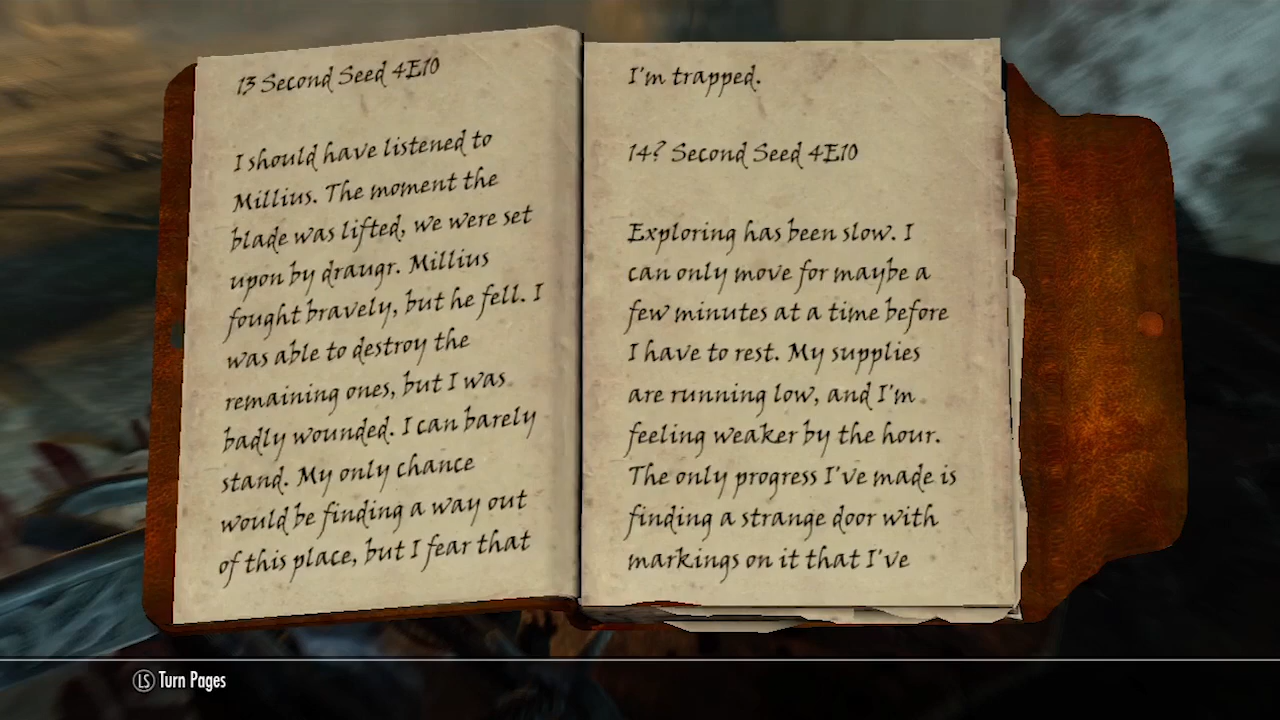 13 Second Seed 4E10
I should have listened to
Millius. The moment the
blade was lifted, we were set
upon by draugr. Millius
fought bravely, but he fell. I
was able to destroy the
remaining ones, but I was
badly wounded. I can barely
stand. My only chance
would be finding a way out
of this place, but I fear that
I'm trapped.
14? Second Seed 4E10
Exploring has been slow. I
can only move for maybe a
few minutes at a time before
I have to rest. My supplies
are running low, and I'm
feeling weaker by the hour.
The only progress I've made is
finding a strange door with
markings on it that I've
LS Turn Pages